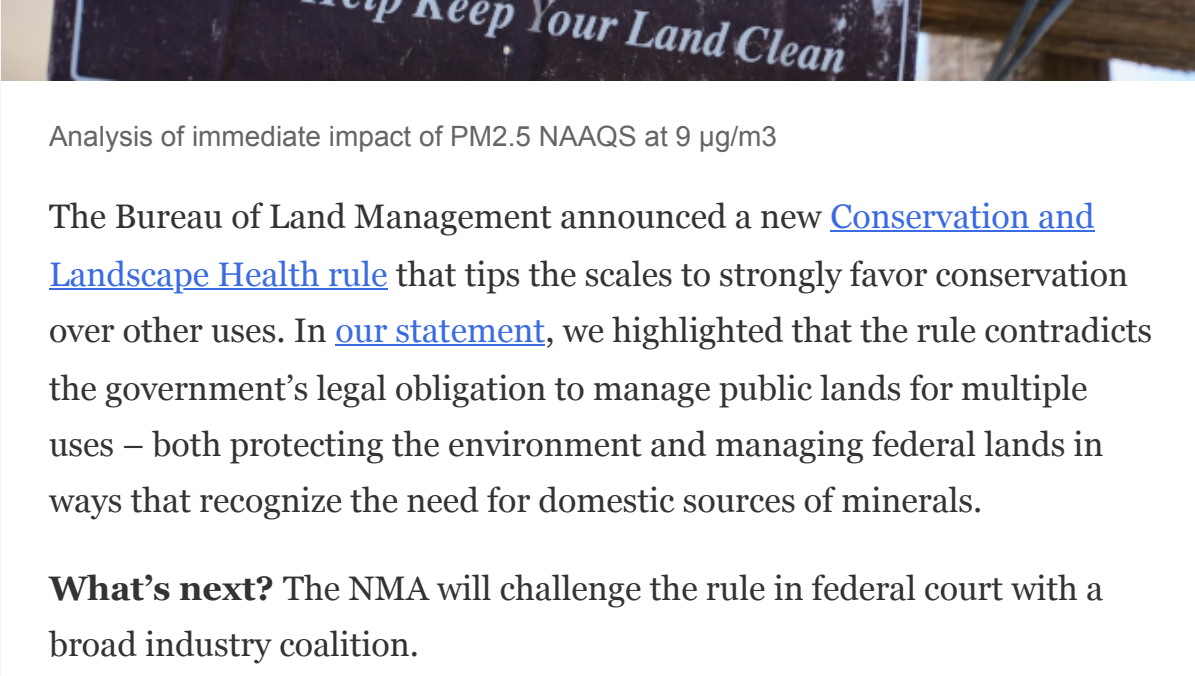 Help Keep Your Land Clean
Analysis of immediate impact of PM2.5 NAAQS at 9 μg/m3
The Bureau of Land Management announced a new Conservation and
Landscape Health rule that tips the scales to strongly favor conservation
over other uses. In our statement, we highlighted that the rule contradicts
the government’s legal obligation to manage public lands for multiple
uses – both protecting the environment and managing federal lands in
ways that recognize the need for domestic sources of minerals.
What’s next? The NMA will challenge the rule in federal court with a
broad industry coalition.